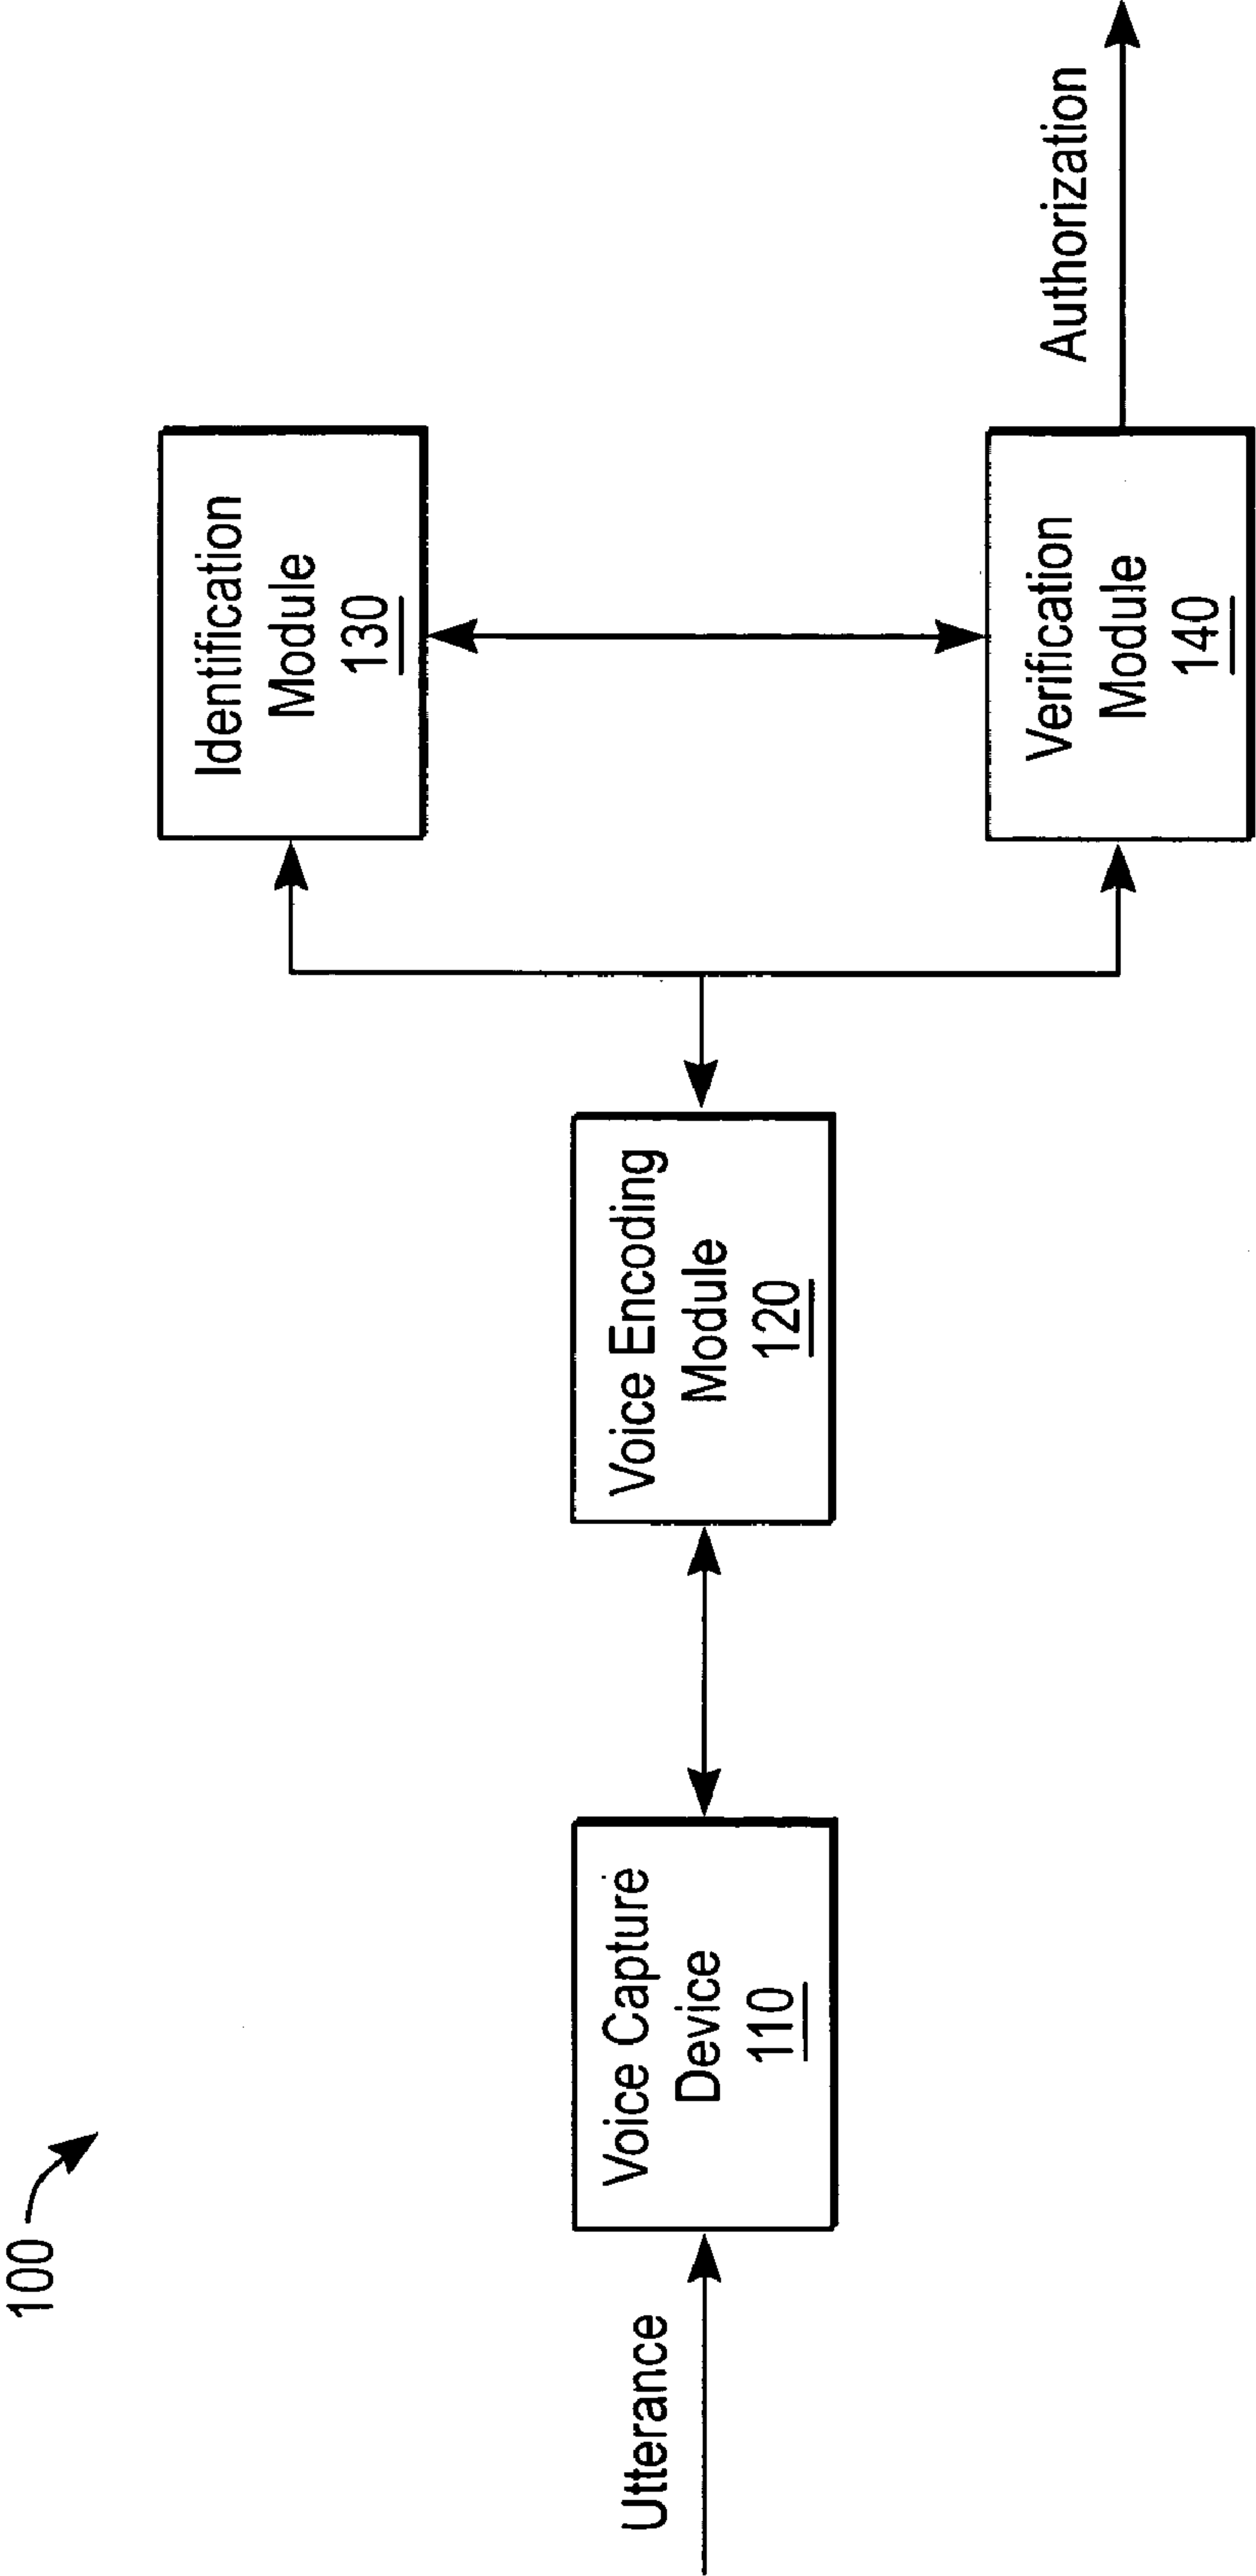 100
Utterance
Voice Capture
Device
110
Voice Encoding
Module
120
Identification
Module
130
Verification
Module
140
Authorization